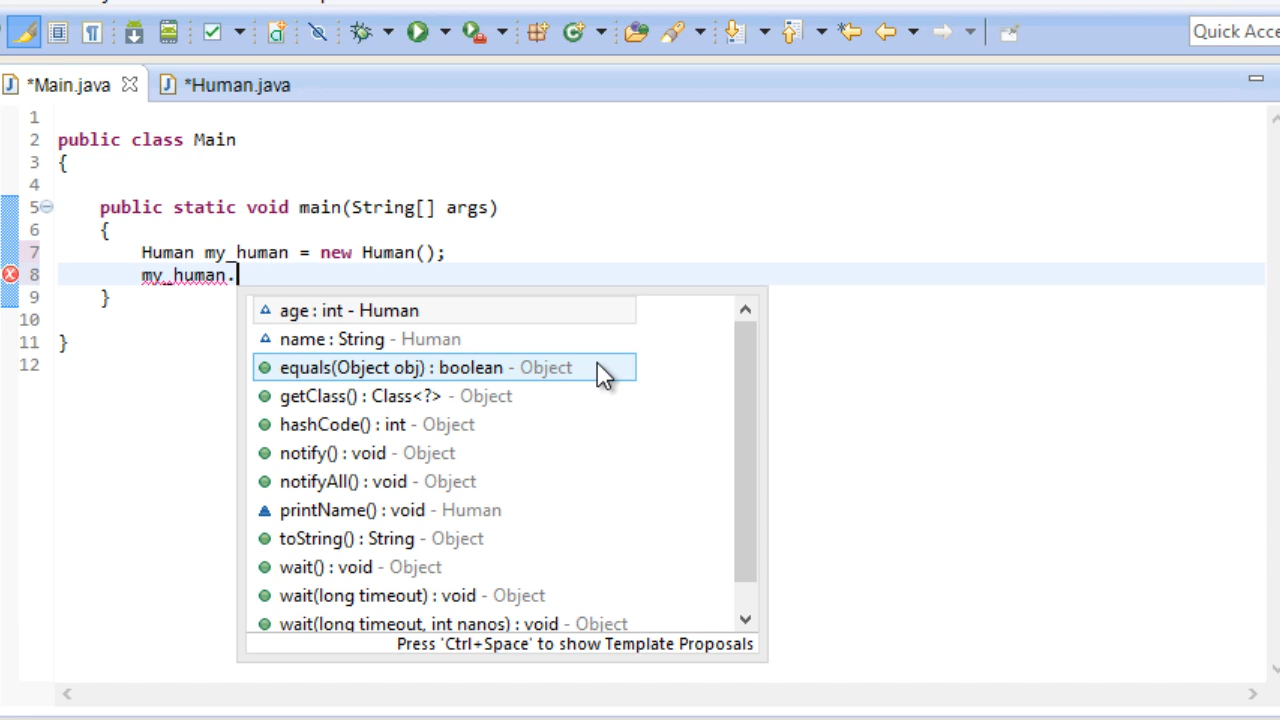 Quick Acce
*Main.java
*Human.java
1
2 public class Main
3 {
4
5 public static void main(String[] args)
6 {
7 Human my_human = new Human();
8 my_human.
9 }
10
11 }
12
age : int - Human
name : String - Human
equals(Object obj) : boolean - Object
getClass() : Class<?> - Object
hashCode() : int - Object
notify() : void - Object
notifyAll() : void - Object
printName() : void - Human
toString() : String - Object
wait() : void - Object
wait(long timeout) : void - Object
wait(long timeout, int nanos) : void - Object
Press 'Ctrl+Space' to show Template Proposals